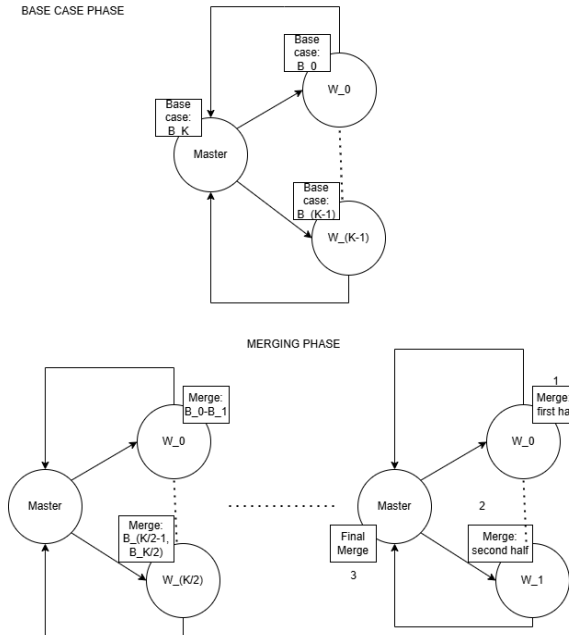 BASE CASE PHASE
Base
case:
B_0
W_0
Base
case:
B_K
Master
Base
case:
B_(K-1)
W_(K-1)
MERGING PHASE
Merge:
B_0-B_1
W_0
Master
Merge:
B_(K/2-1,
B_K/2)
W_(K/2)
1
Merge:
first ha
W_0
Master
2
Final
Merge
3
Merge:
second half
W_1